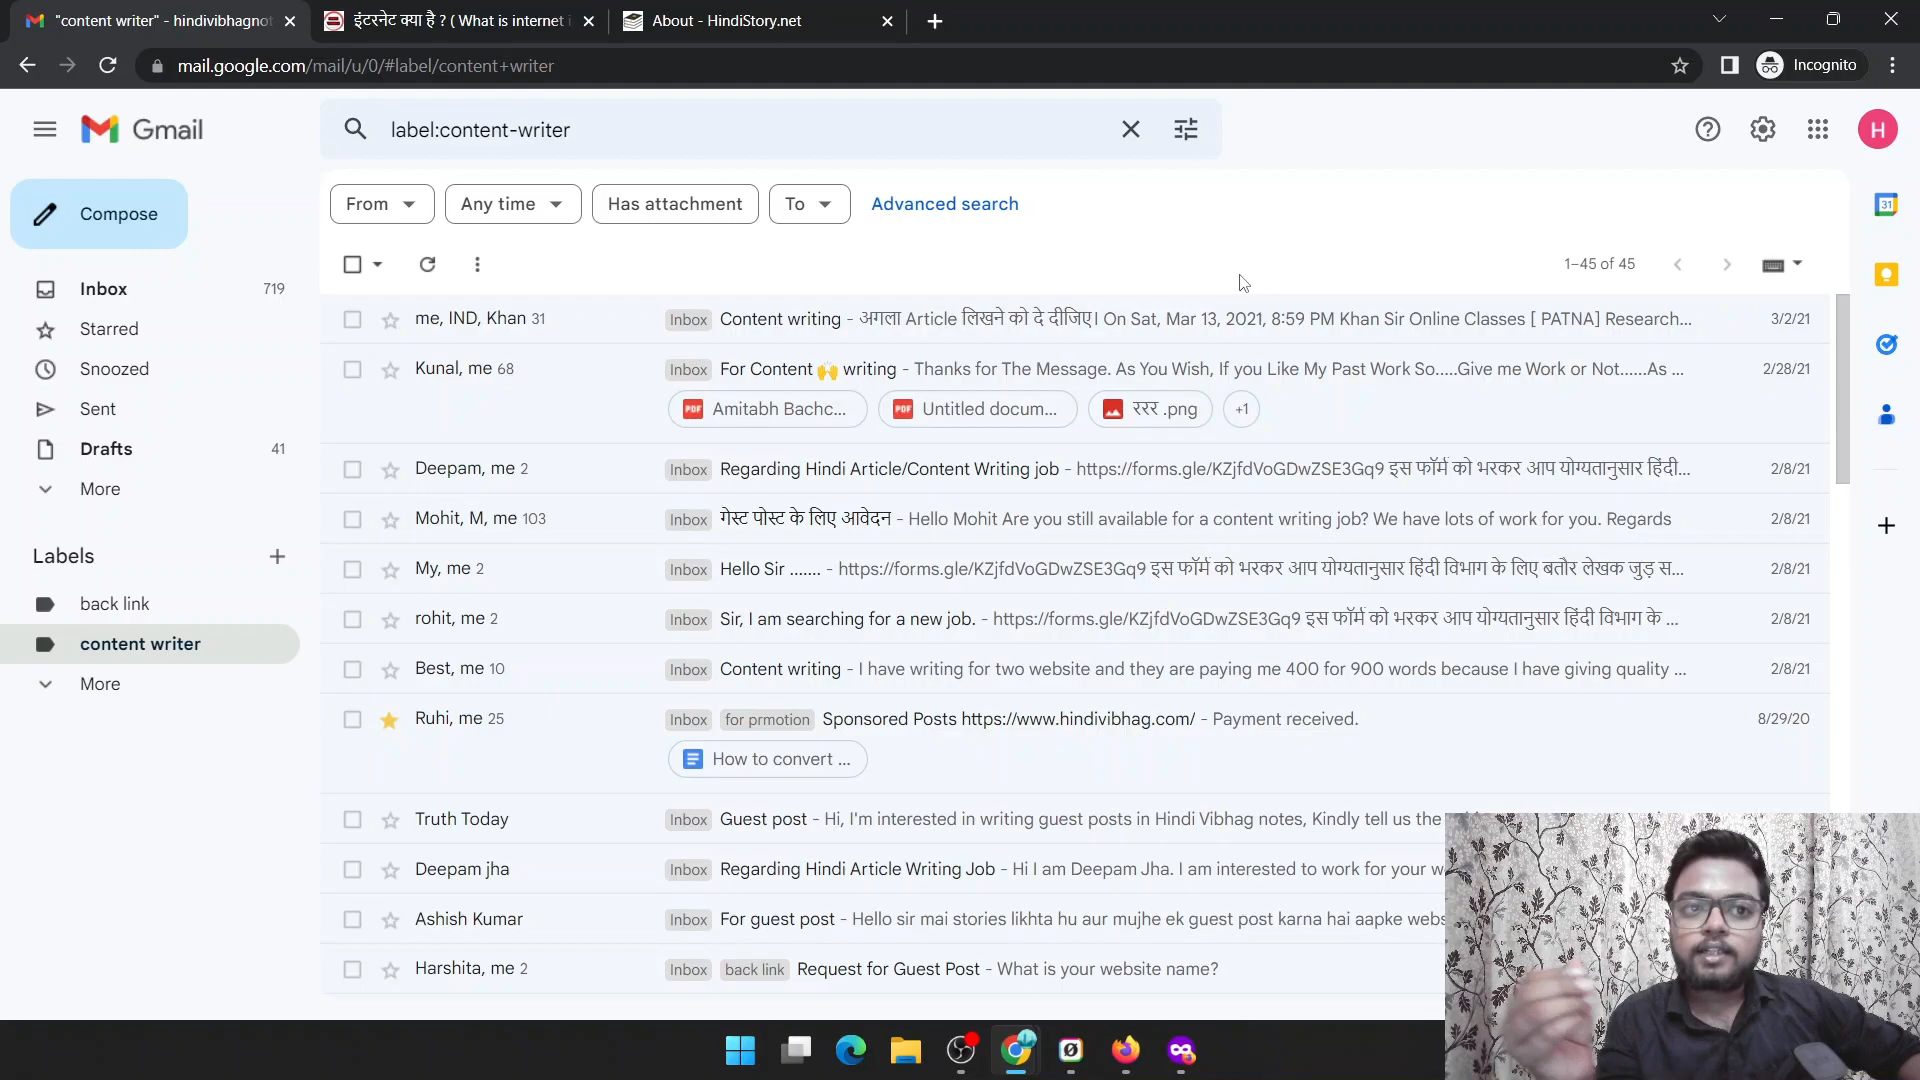 "content writer" - hindivibhagnot
इंटरनेट क्या है ? ( What is internet i
About - HindiStory.net
mail.google.com/mail/u/0/#label/content+writer
Incognito
Gmail
label:content-writer
H
Compose
From
Any time
Has attachment
To
Advanced search
31
1–45 of 45
Inbox 719
Starred
Snoozed
Sent
Drafts 41
More
Labels
back link
content writer
More
me, IND, Khan 31 Inbox Content writing - अगला Article लिखने को दे दीजिए। On Sat, Mar 13, 2021, 8:59 PM Khan Sir Online Classes [ PATNA] Research... 3/2/21
Kunal, me 68 Inbox For Content 🙌 writing - Thanks for The Message. As You Wish, If you Like My Past Work So.....Give me Work or Not......As ... 2/28/21
PDF Amitabh Bachc... PDF Untitled docum... ररर .png +1
Deepam, me 2 Inbox Regarding Hindi Article/Content Writing job - https://forms.gle/KZjfdVoGDwZSE3Gq9 इस फॉर्म को भरकर आप योग्यतानुसार हिंदी... 2/8/21
Mohit, M, me 103 Inbox गेस्ट पोस्ट के लिए आवेदन - Hello Mohit Are you still available for a content writing job? We have lots of work for you. Regards 2/8/21
My, me 2 Inbox Hello Sir ....... - https://forms.gle/KZjfdVoGDwZSE3Gq9 इस फॉर्म को भरकर आप योग्यतानुसार हिंदी विभाग के लिए बतौर लेखक जुड़ स... 2/8/21
rohit, me 2 Inbox Sir, I am searching for a new job. - https://forms.gle/KZjfdVoGDwZSE3Gq9 इस फॉर्म को भरकर आप योग्यतानुसार हिंदी विभाग के ... 2/8/21
Best, me 10 Inbox Content writing - I have writing for two website and they are paying me 400 for 900 words because I have giving quality ... 2/8/21
Ruhi, me 25 Inbox for prmotion Sponsored Posts https://www.hindivibhag.com/ - Payment received. 8/29/20
How to convert ...
Truth Today Inbox Guest post - Hi, I'm interested in writing guest posts in Hindi Vibhag notes, Kindly tell us the
Deepam jha Inbox Regarding Hindi Article Writing Job - Hi I am Deepam Jha. I am interested to work for your w
Ashish Kumar Inbox For guest post - Hello sir mai stories likhta hu aur mujhe ek guest post karna hai aapke webs
Harshita, me 2 Inbox back link Request for Guest Post - What is your website name?